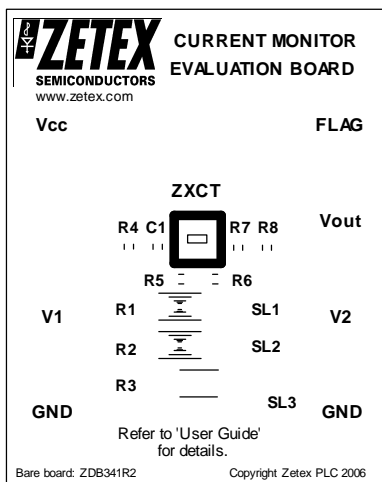 ZETEX
SEMICONDUCTORS
www.zetex.com
CURRENT MONITOR
EVALUATION BOARD
Vcc
FLAG
ZXCT
R4 C1 R7 R8
Vout
R5 R6
R1 SL1
V1 V2
R2 SL2
R3
SL3
GND GND
Refer to 'User Guide'
for details.
Bare board: ZDB341R2 Copyright Zetex PLC 2006